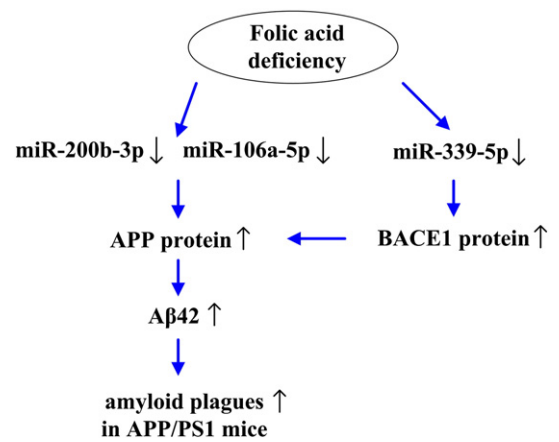 Folic acid
deficiency
miR-200b-3p↓ miR-106a-5p↓ miR-339-5p↓
APP protein↑ BACE1 protein↑
Aβ42 ↑
amyloid plagues ↑
in APP/PS1 mice